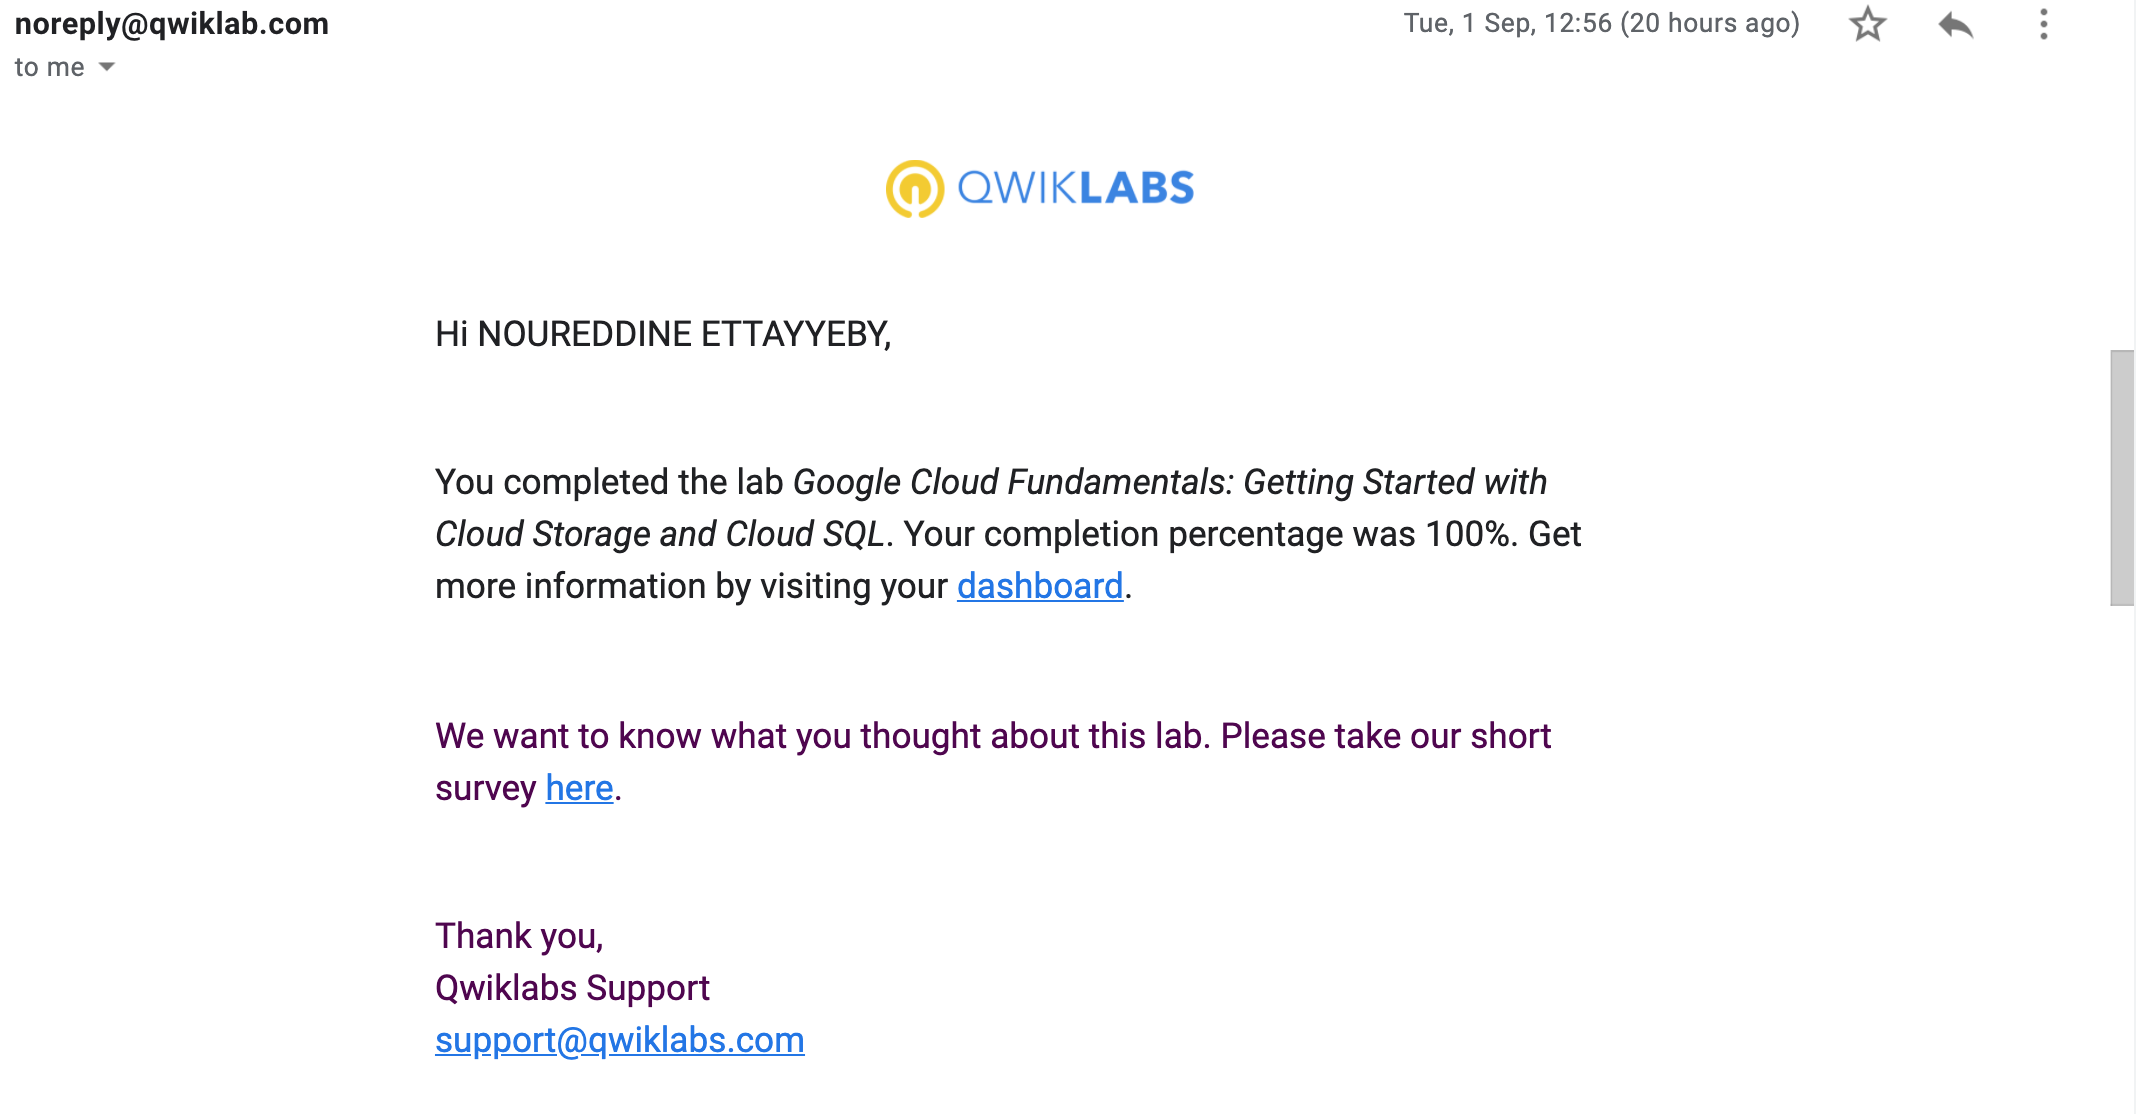 noreply@qwiklab.com
Tue, 1 Sep, 12:56 (20 hours ago)
to me
QWIKLABS
Hi NOUREDDINE ETTAYYEBY,
You completed the lab Google Cloud Fundamentals: Getting Started with
Cloud Storage and Cloud SQL. Your completion percentage was 100%. Get
more information by visiting your dashboard.
We want to know what you thought about this lab. Please take our short
survey here.
Thank you,
Qwiklabs Support
support@qwiklabs.com